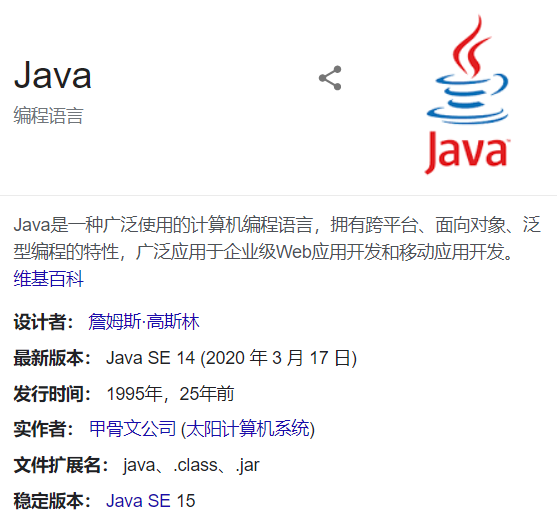 Java
编程语言
Java™
Java是一种广泛使用的计算机编程语言，拥有跨平台、面向对象、泛
型编程的特性，广泛应用于企业级Web应用开发和移动应用开发。
维基百科
设计者： 詹姆斯·高斯林
最新版本： Java SE 14 (2020 年 3 月 17 日)
发行时间： 1995年，25年前
实作者： 甲骨文公司 (太阳计算机系统)
文件扩展名： java、.class、.jar
稳定版本： Java SE 15